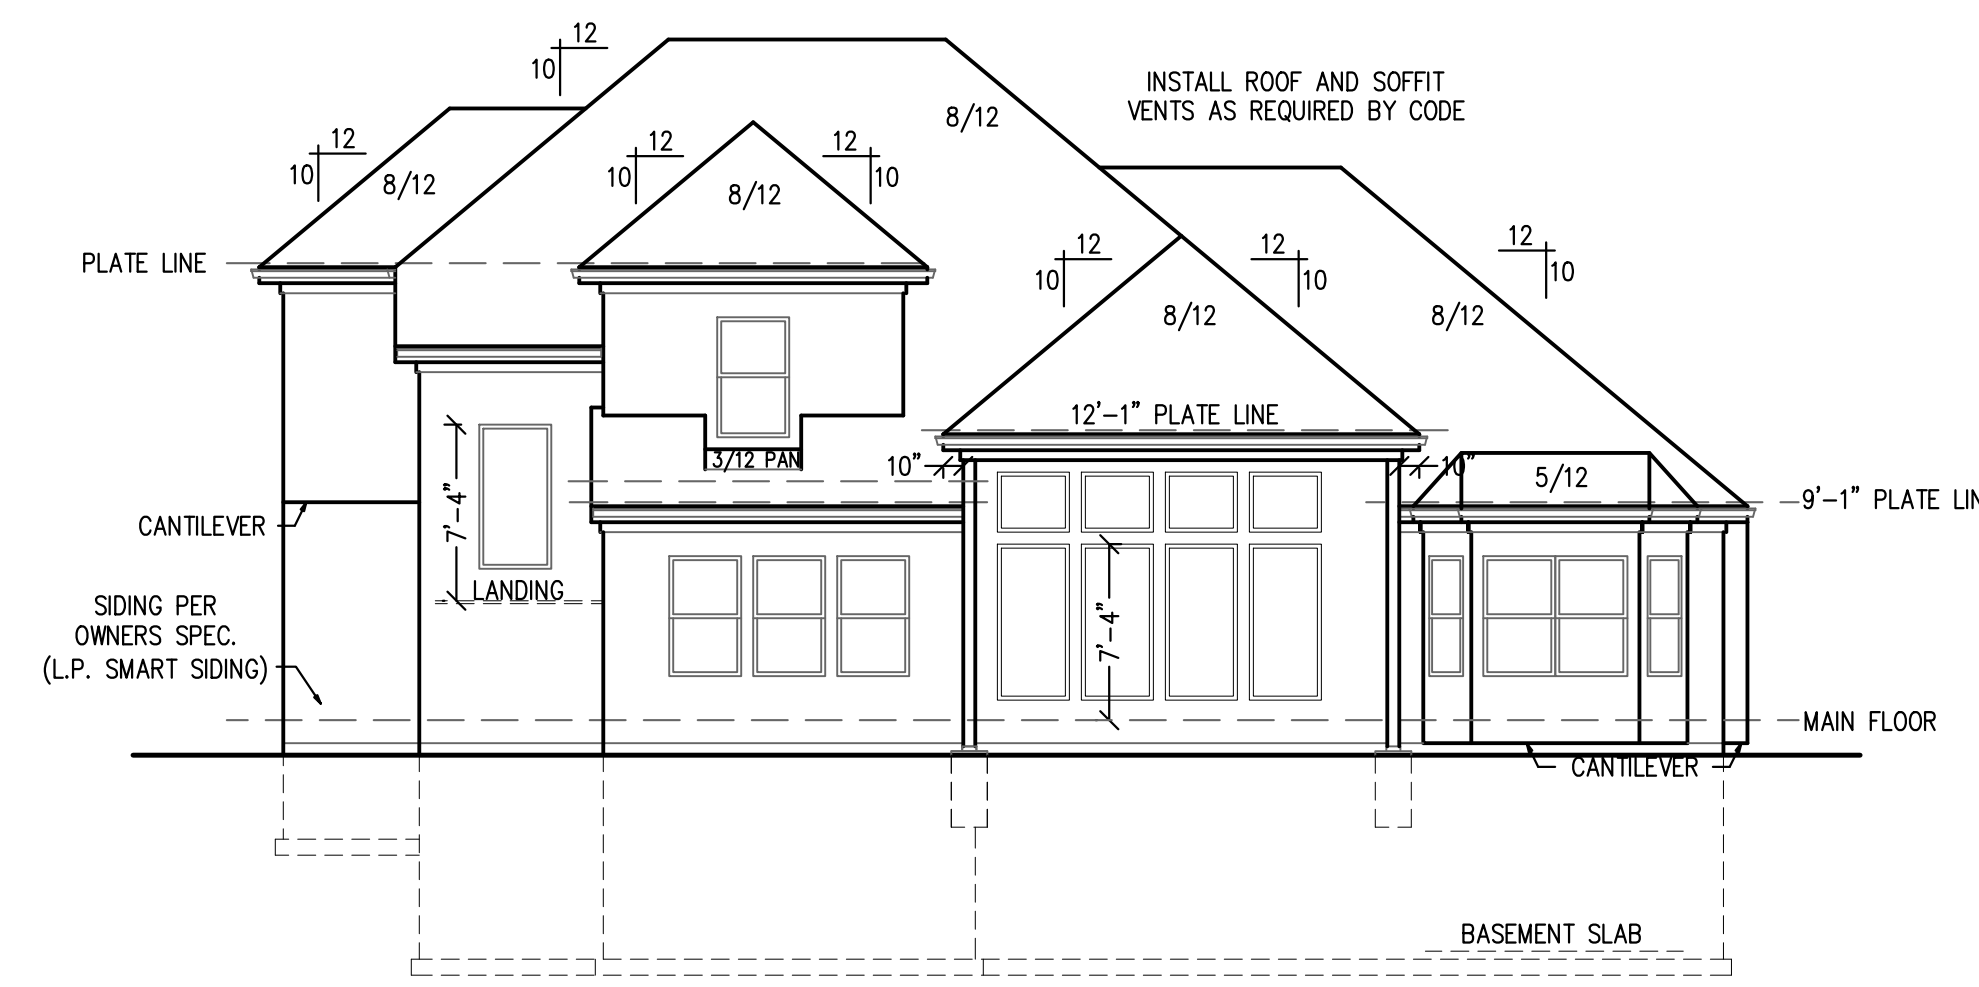 12
10
INSTALL ROOF AND SOFFIT
VENTS AS REQUIRED BY CODE
8/12
12
10
8/12
12
10
12
10
8/12
PLATE LINE
12
10
12
10
12
10
8/12
8/12
12'-1" PLATE LINE
3/12 PAN
10"
10"
5/12
9'-1" PLATE LIN
CANTILEVER
7'-4"
LANDING
SIDING PER
OWNERS SPEC.
(L.P. SMART SIDING)
7'-4"
MAIN FLOOR
CANTILEVER
BASEMENT SLAB